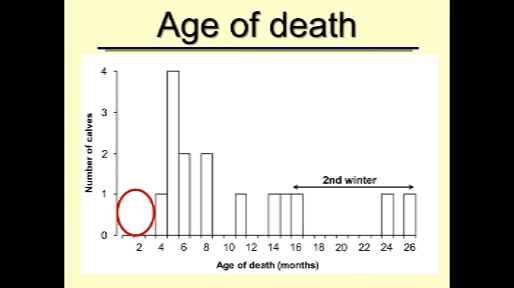 Age of death
4
3
2
1
0
Number of calves
2nd winter
2 4 6 8 10 12 14 16 18 20 22 24 26
Age of death (months)